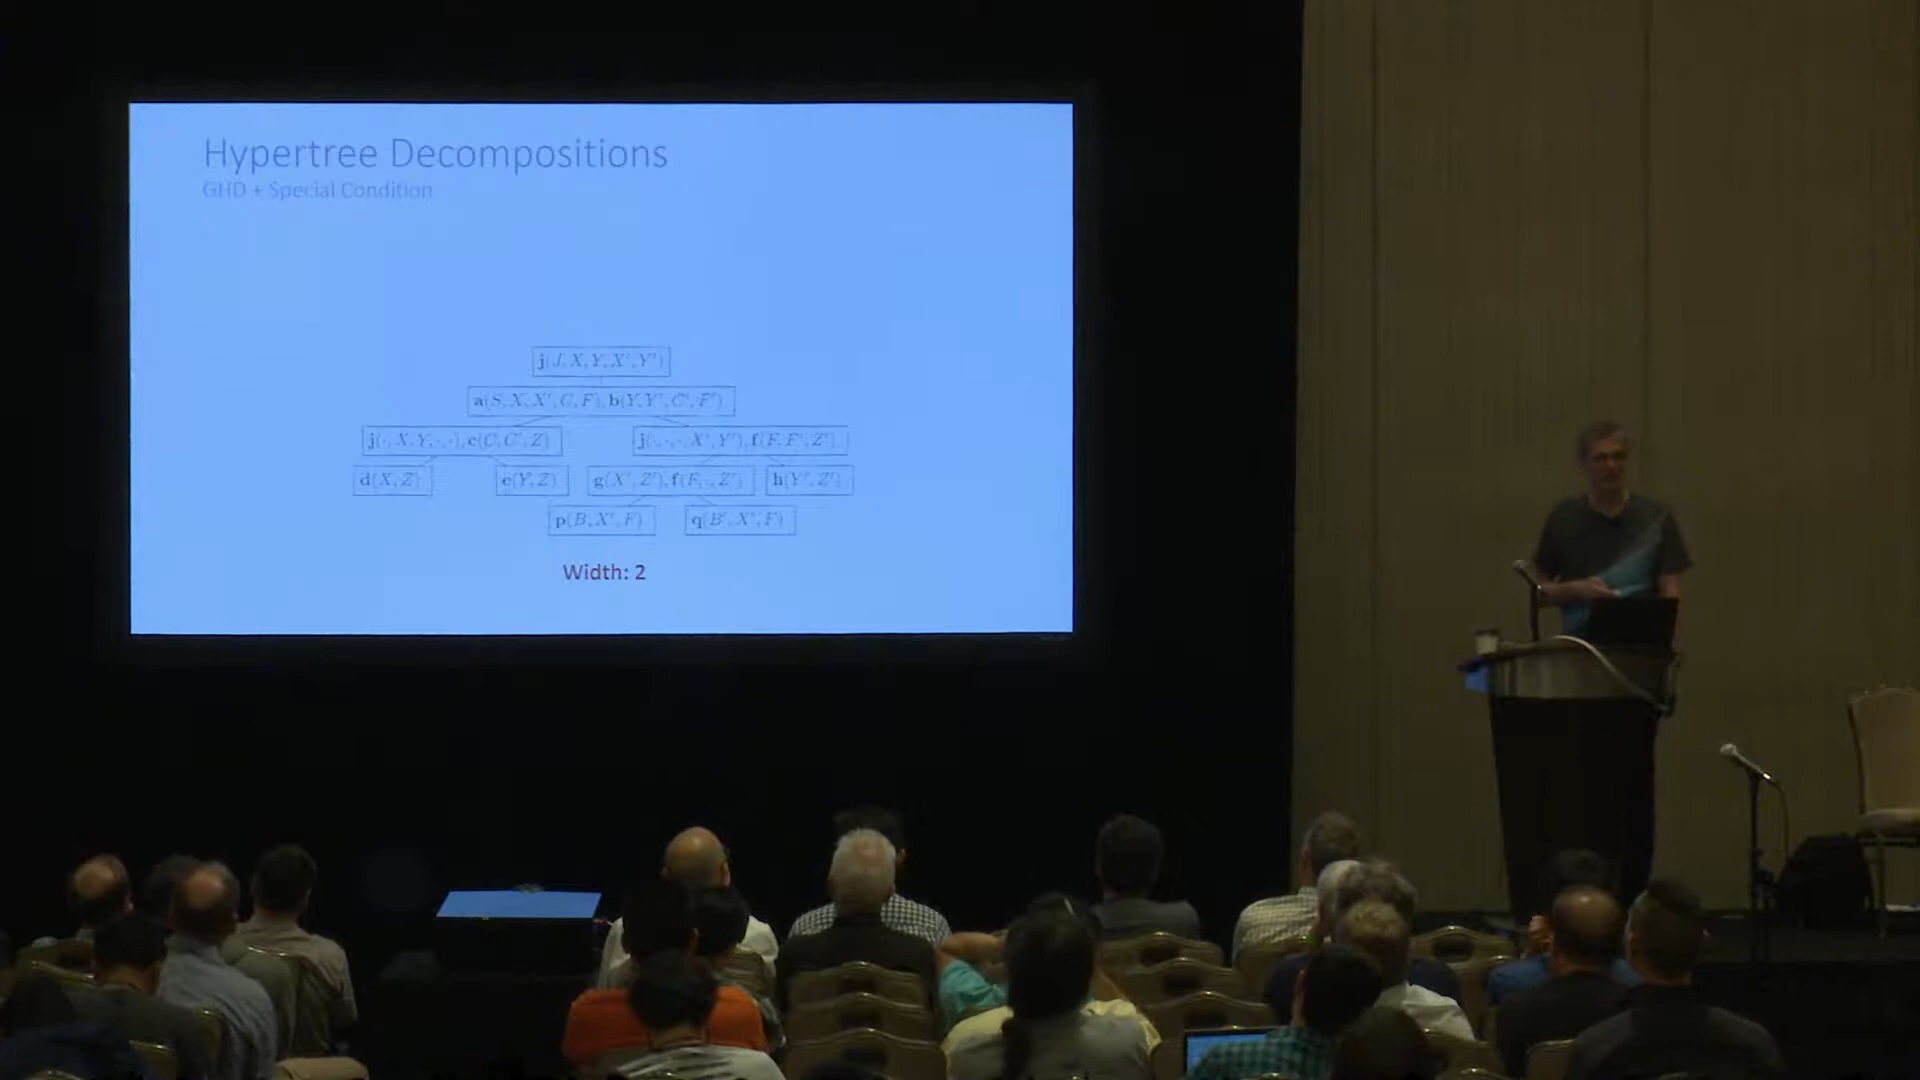 Hypertree Decompositions
GHD + Special Condition
j(J, X, Y, X', Y')
a(S, X, X', C, F), b(Y, Y', C', F')
j(·, X, Y, ·, ·), c(C, C', Z) j(·, ·, ·, X', Y'), f(F, F', Z')
d(X, Z) e(Y, Z) g(X', Z'), f(F, ·, Z') h(Y', Z')
p(B, X', F) q(B', X', F)
Width: 2